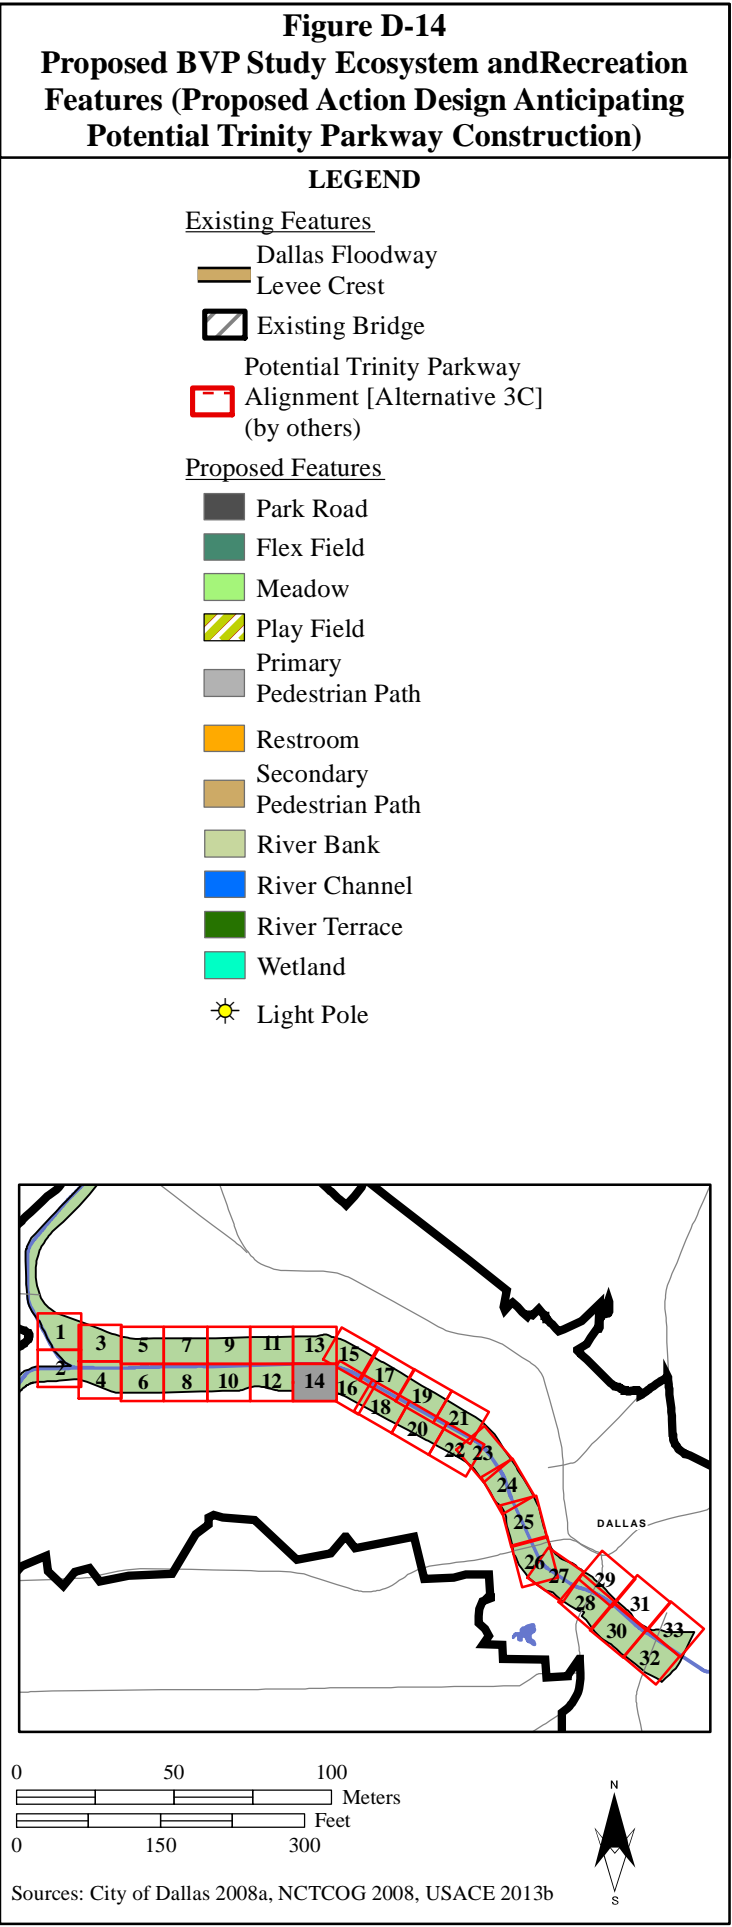 Figure D-14
Proposed BVP Study Ecosystem andRecreation
Features (Proposed Action Design Anticipating
Potential Trinity Parkway Construction)
LEGEND
Existing Features
Dallas Floodway
Levee Crest
Existing Bridge
Potential Trinity Parkway
Alignment [Alternative 3C]
(by others)
Proposed Features
Park Road
Flex Field
Meadow
Play Field
Primary
Pedestrian Path
Restroom
Secondary
Pedestrian Path
River Bank
River Channel
River Terrace
Wetland
Light Pole
1
2
3
4
5
6
7
8
9
10
11
12
13
14
15
16
17
18
19
20
21
22
23
24
25
26
27
28
29
30
31
32
33
DALLAS
0 50 100
Meters
Feet
0 150 300
N
S
Sources: City of Dallas 2008a, NCTCOG 2008, USACE 2013b